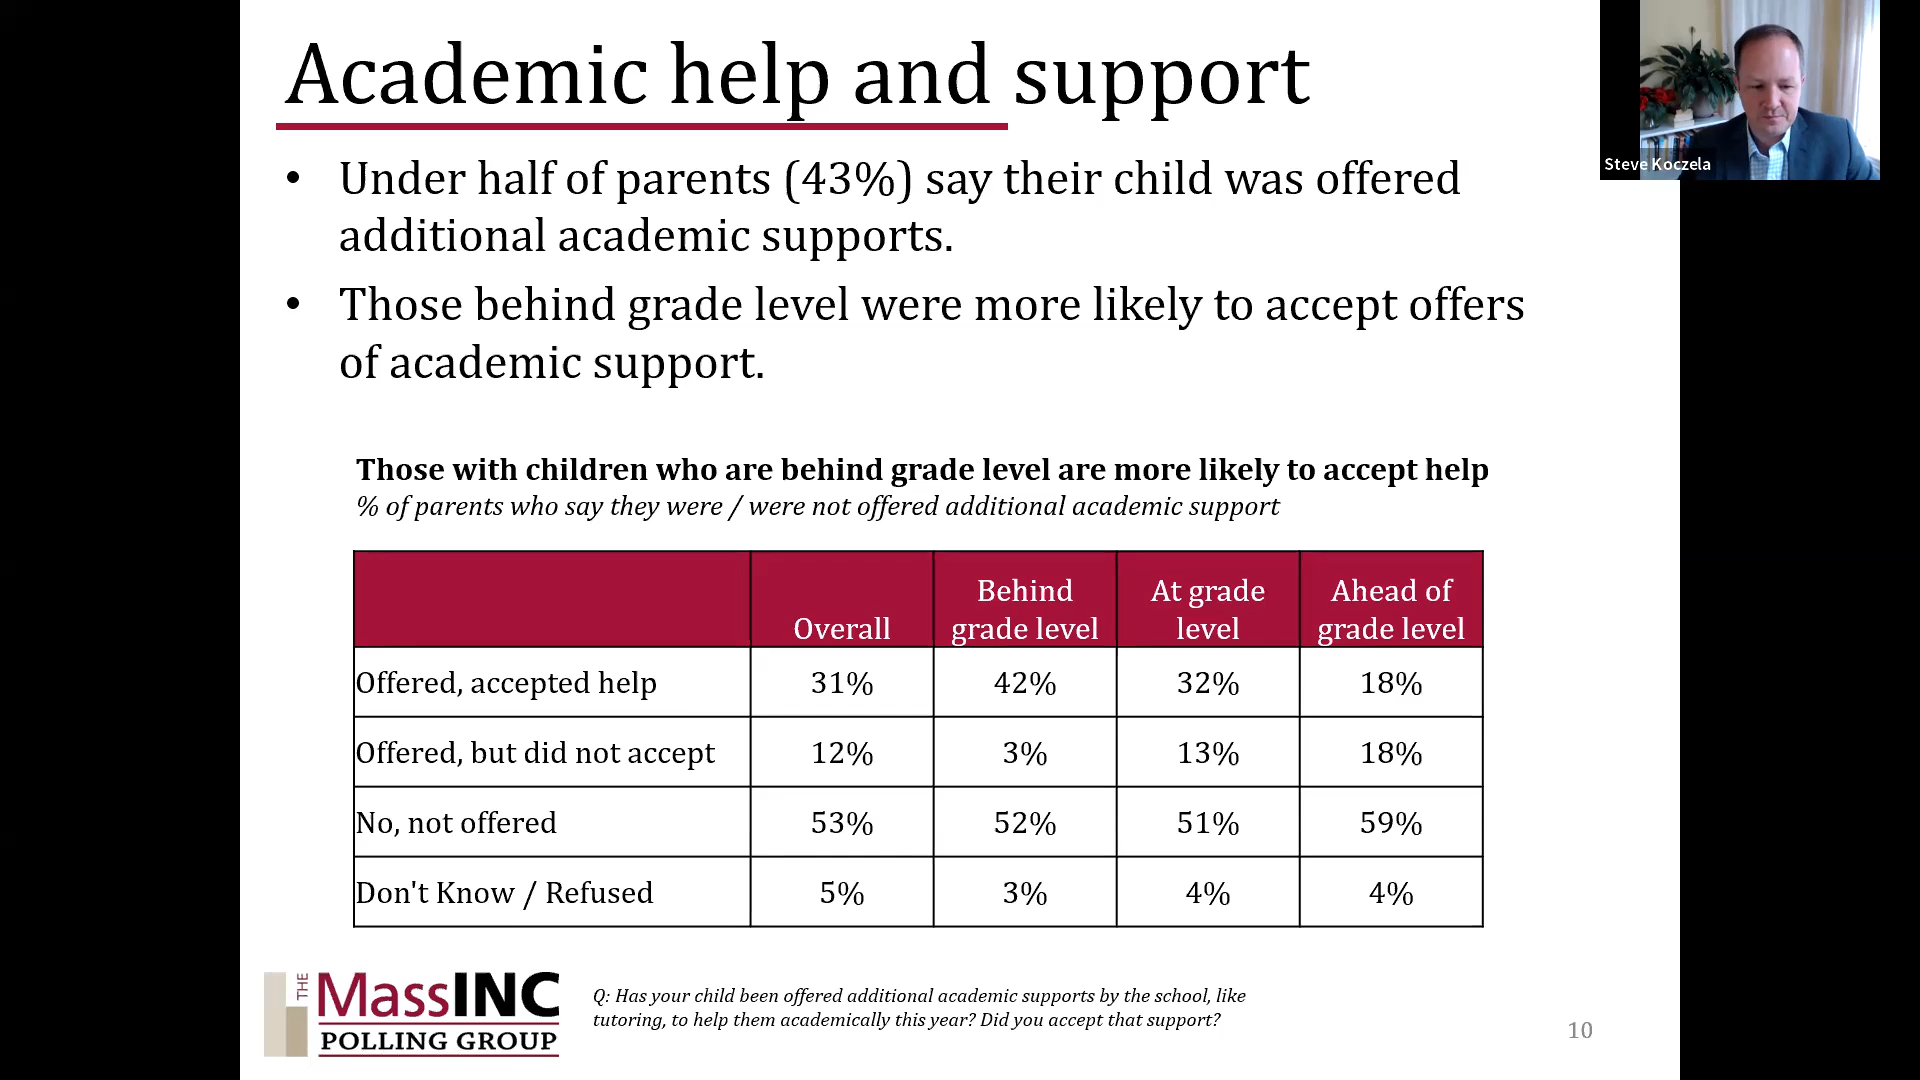 Academic help and support
Steve Koczela
• Under half of parents (43%) say their child was offered
additional academic supports.
• Those behind grade level were more likely to accept offers
of academic support.
Those with children who are behind grade level are more likely to accept help
% of parents who say they were / were not offered additional academic support
Overall Behind grade level At grade level Ahead of grade level
Offered, accepted help 31% 42% 32% 18%
Offered, but did not accept 12% 3% 13% 18%
No, not offered 53% 52% 51% 59%
Don't Know / Refused 5% 3% 4% 4%
THE MassINC
POLLING GROUP
Q: Has your child been offered additional academic supports by the school, like
tutoring, to help them academically this year? Did you accept that support?
10